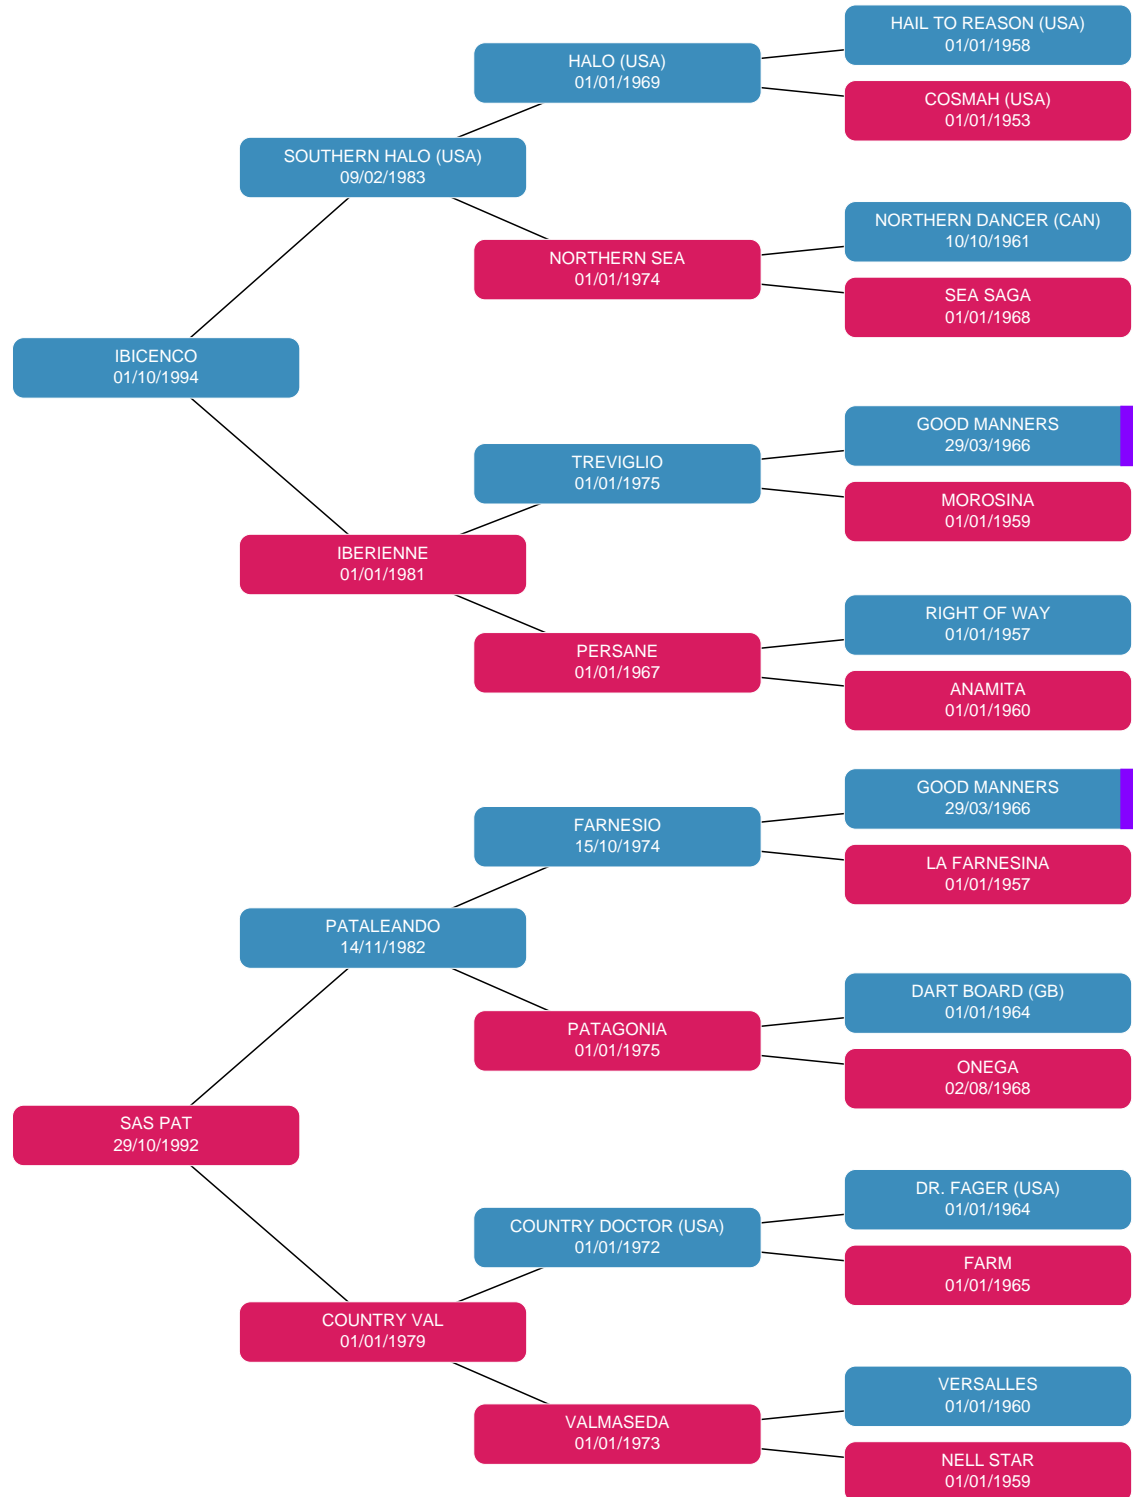 HAIL TO REASON (USA)
01/01/1958
HALO (USA)
01/01/1969
COSMAH (USA)
01/01/1953
SOUTHERN HALO (USA)
09/02/1983
NORTHERN DANCER (CAN)
10/10/1961
NORTHERN SEA
01/01/1974
SEA SAGA
01/01/1968
IBICENCO
01/10/1994
GOOD MANNERS
29/03/1966
TREVIGLIO
01/01/1975
MOROSINA
01/01/1959
IBERIENNE
01/01/1981
RIGHT OF WAY
01/01/1957
PERSANE
01/01/1967
ANAMITA
01/01/1960
GOOD MANNERS
29/03/1966
FARNESIO
15/10/1974
LA FARNESINA
01/01/1957
PATALEANDO
14/11/1982
DART BOARD (GB)
01/01/1964
PATAGONIA
01/01/1975
ONEGA
02/08/1968
SAS PAT
29/10/1992
DR. FAGER (USA)
01/01/1964
COUNTRY DOCTOR (USA)
01/01/1972
FARM
01/01/1965
COUNTRY VAL
01/01/1979
VERSALLES
01/01/1960
VALMASEDA
01/01/1973
NELL STAR
01/01/1959